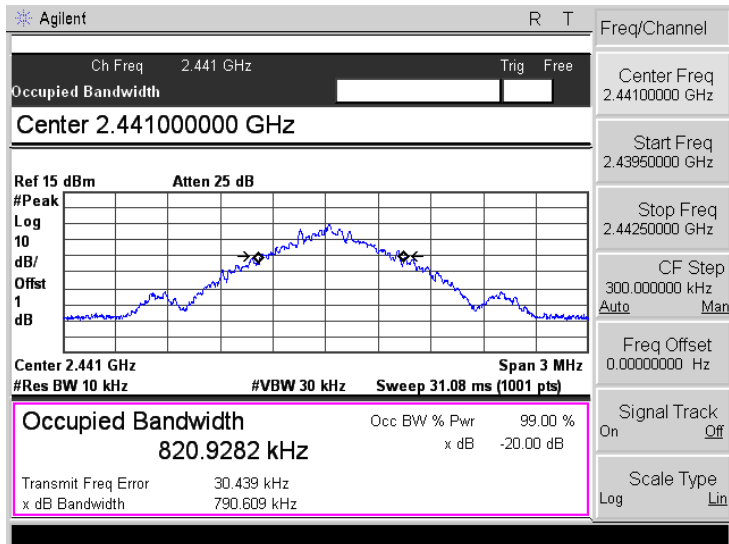 Agilent R T
Ch Freq 2.441 GHz Trig Free
Occupied Bandwidth
Center 2.441000000 GHz
Ref 15 dBm Atten 25 dB
#Peak
Log
10
dB/
Offst
1
dB
Center 2.441 GHz Span 3 MHz
#Res BW 10 kHz #VBW 30 kHz Sweep 31.08 ms (1001 pts)
Occupied Bandwidth
820.9282 kHz
Occ BW % Pwr 99.00 %
x dB -20.00 dB
Transmit Freq Error 30.439 kHz
x dB Bandwidth 790.609 kHz
Freq/Channel
Center Freq
2.44100000 GHz
Start Freq
2.43950000 GHz
Stop Freq
2.44250000 GHz
CF Step
300.000000 kHz
Auto Man
Freq Offset
0.00000000 Hz
Signal Track
On Off
Scale Type
Log Lin